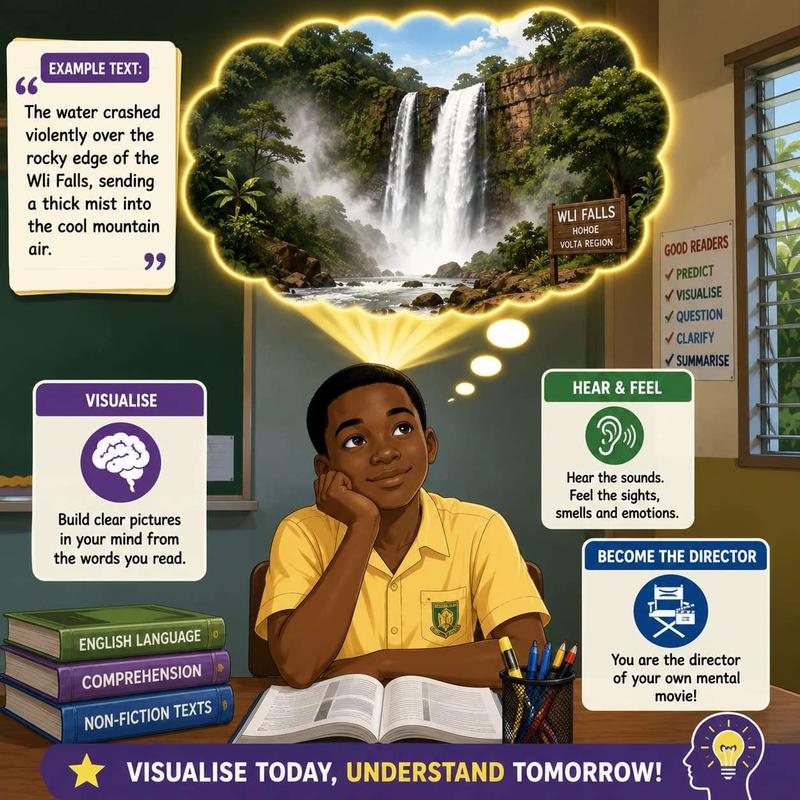 EXAMPLE TEXT:
“
The water crashed
violently over the
rocky edge of the
Wli Falls, sending
a thick mist into
the cool mountain
air.
”
WLI FALLS
HOHOE
VOLTA REGION
GOOD READERS
✓ PREDICT
✓ VISUALISE
✓ QUESTION
✓ CLARIFY
✓ SUMMARISE
VISUALISE
Build clear pictures
in your mind from
the words you read.
HEAR & FEEL
Hear the sounds.
Feel the sights,
smells and emotions.
BECOME THE DIRECTOR
You are the director
of your own mental
movie!
ENGLISH LANGUAGE
COMPREHENSION
NON-FICTION TEXTS
VISUALISE TODAY, UNDERSTAND TOMORROW!